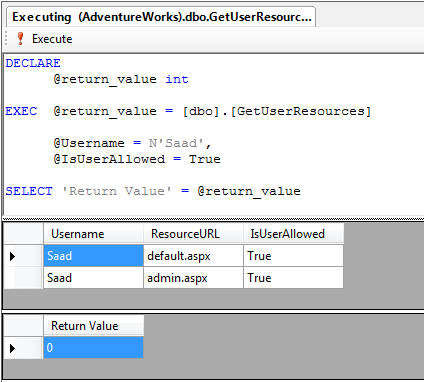 Executing (AdventureWorks).dbo.GetUserResourc...
Execute
DECLARE
@return_value int
EXEC @return_value = [dbo].[GetUserResources]
@Username = N'Saad',
@IsUserAllowed = True
SELECT 'Return Value' = @return_value
Username ResourceURL IsUserAllowed
Saad default.aspx True
Saad admin.aspx True
Return Value
0